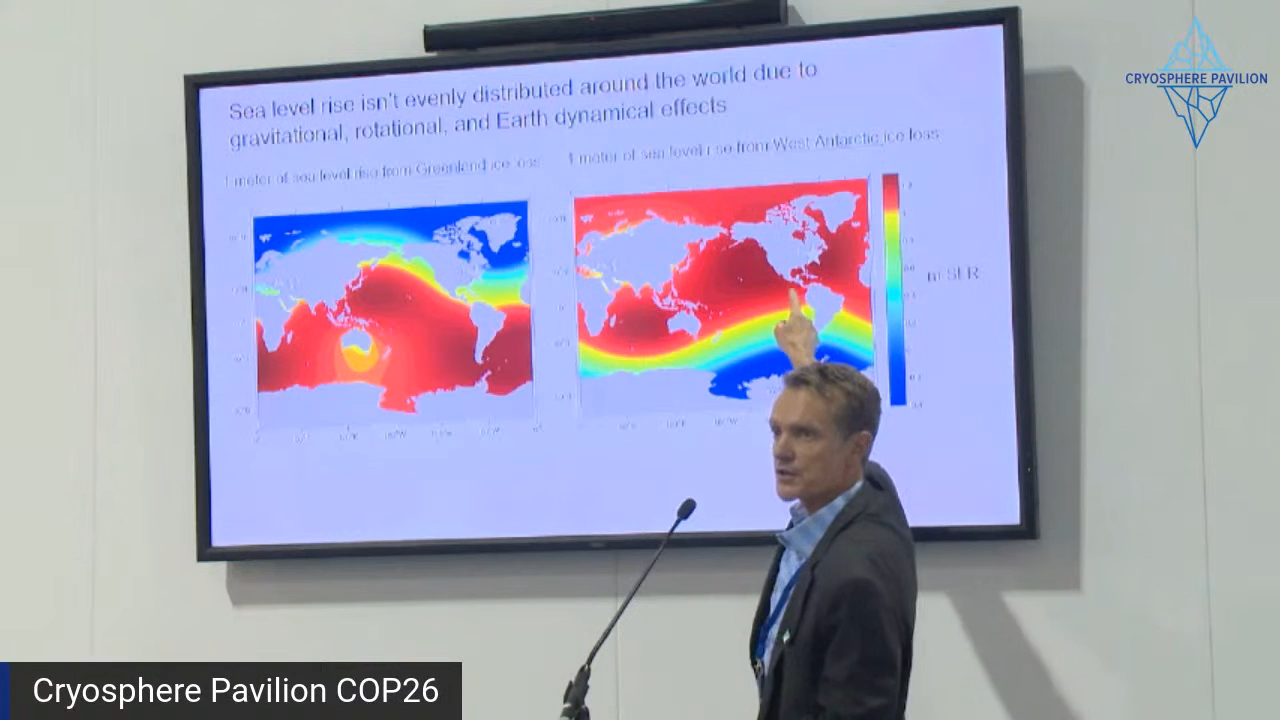 CRYOSPHERE PAVILION
Sea level rise isn't evenly distributed around the world due to
gravitational, rotational, and Earth dynamical effects
1 meter of sea level rise from Greenland ice loss
1 meter of sea level rise from West Antarctic ice loss
Cryosphere Pavilion COP26